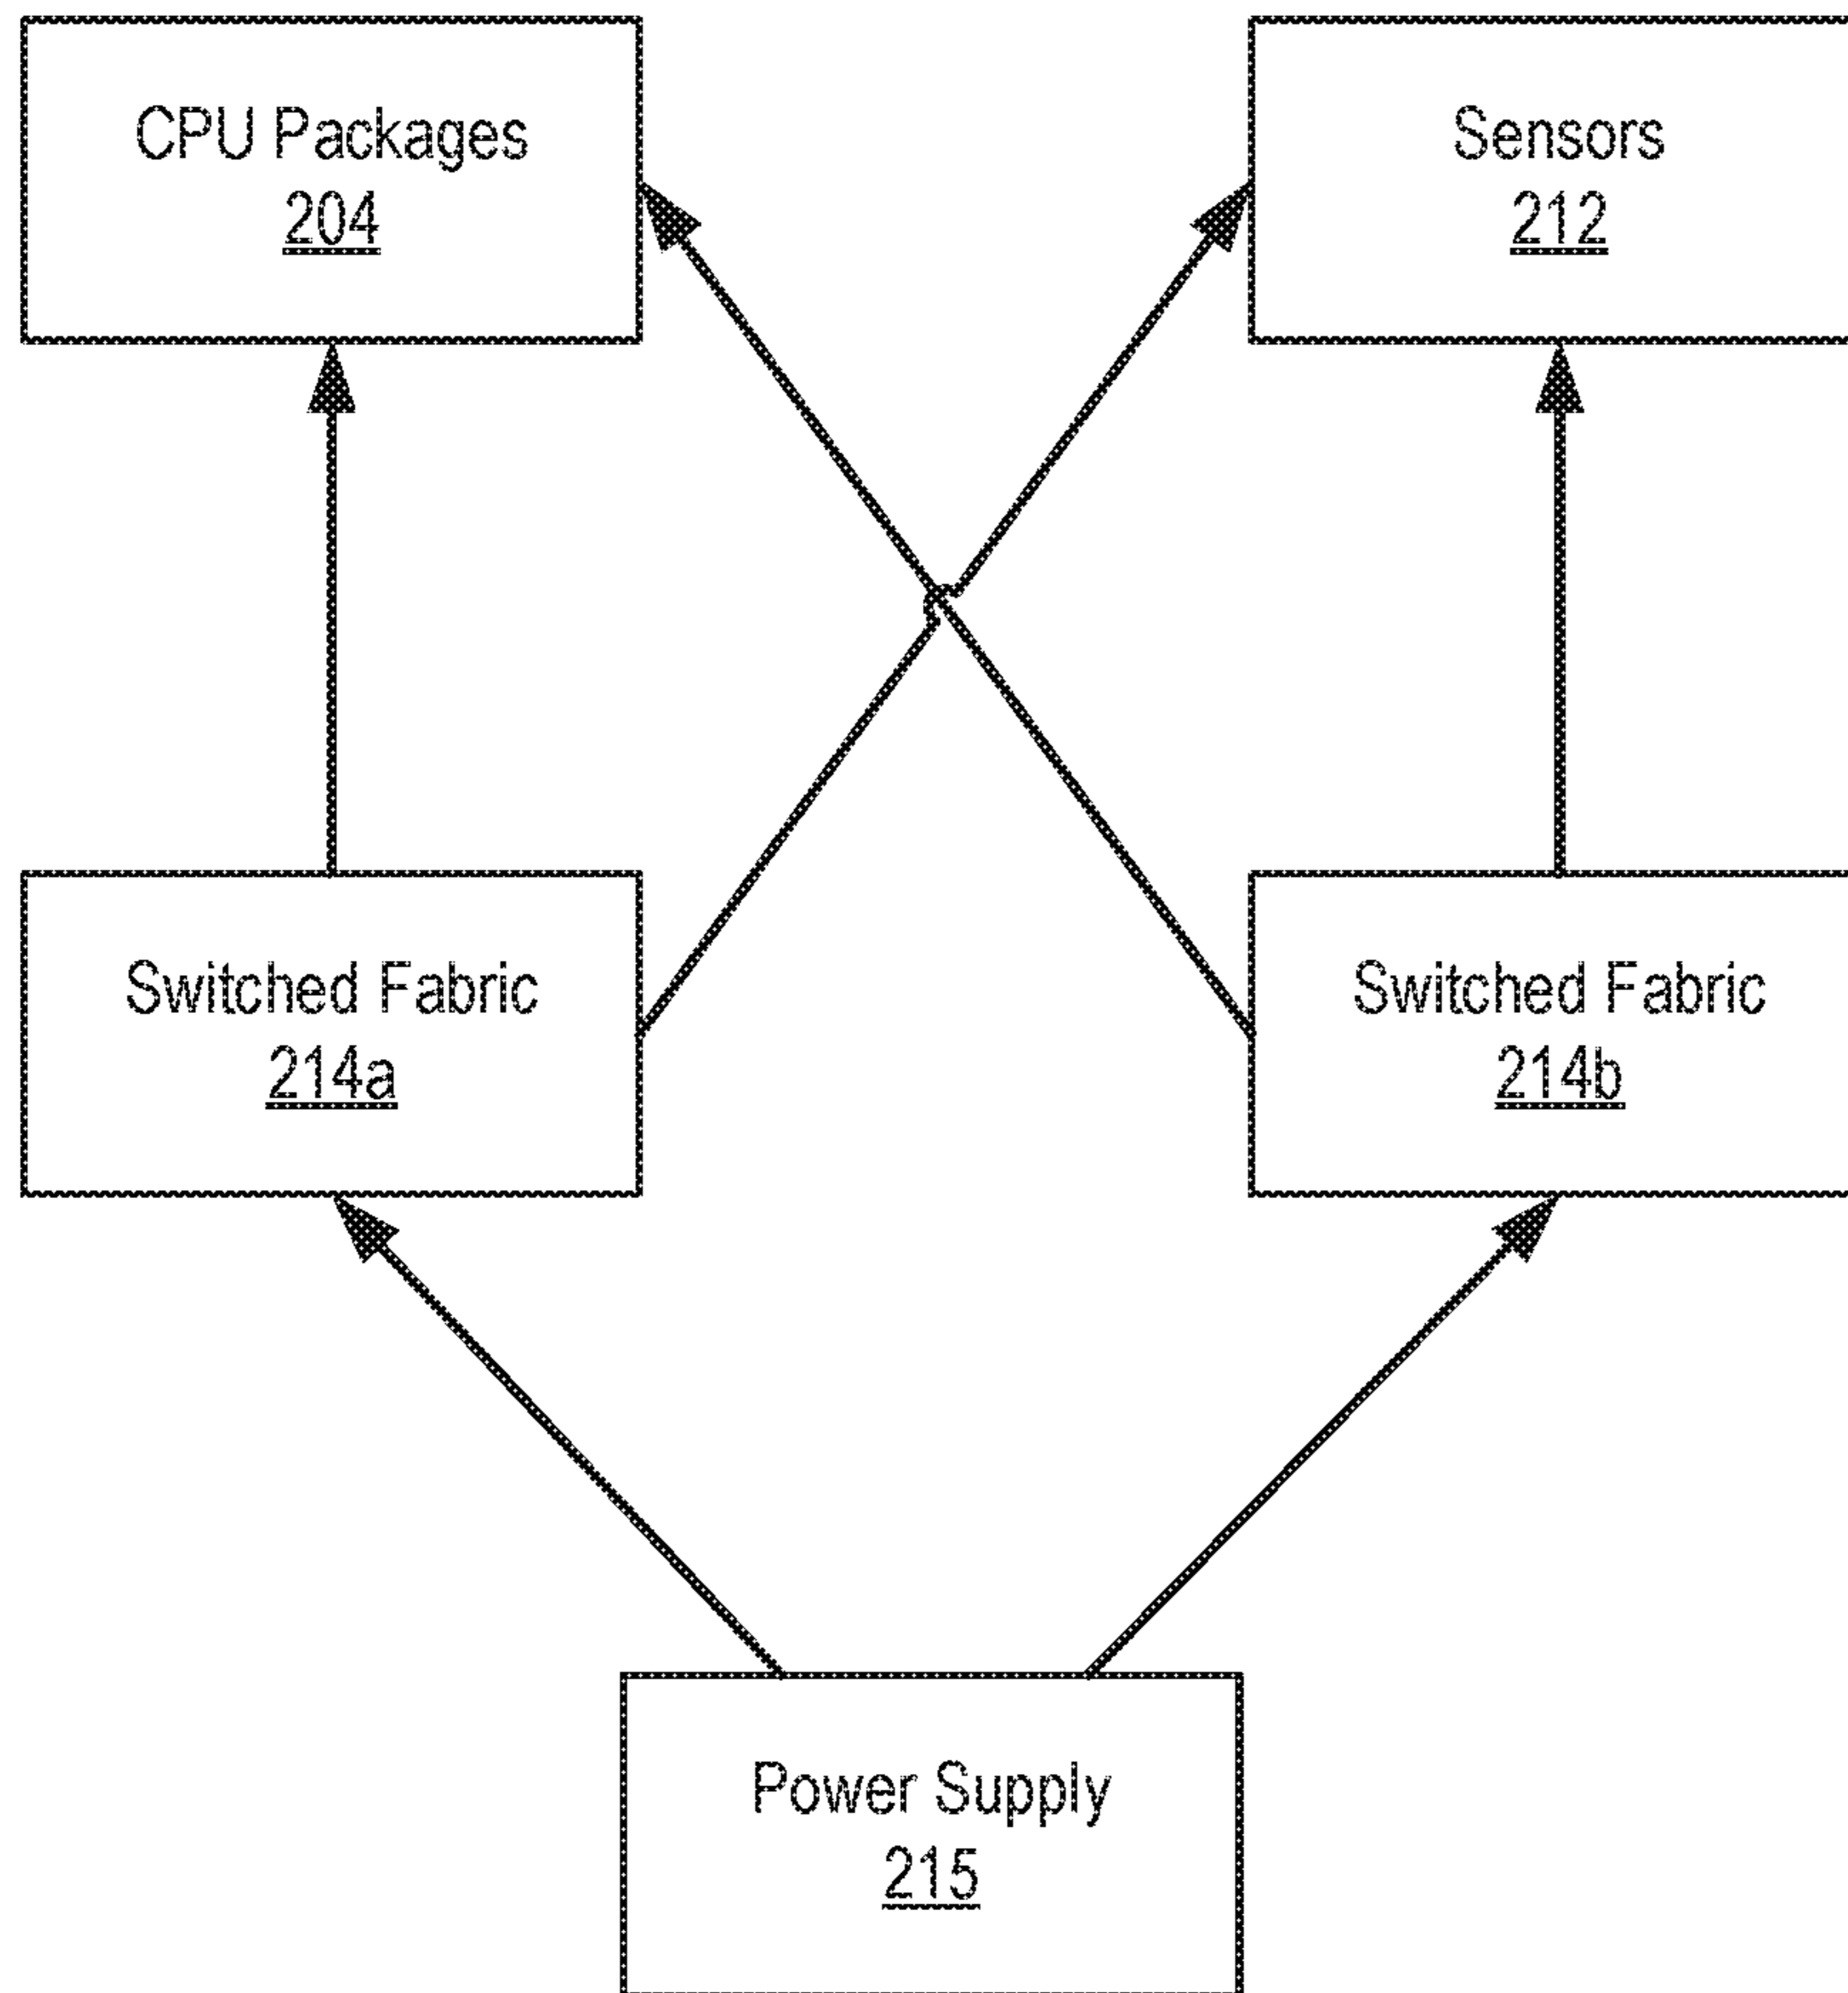 CPU Packages
204
Sensors
212
Switched Fabric
214a
Switched Fabric
214b
Power Supply
215